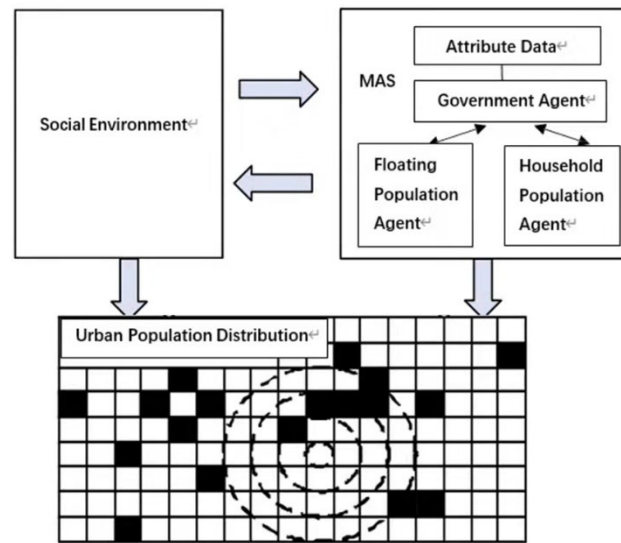 Social Environment↵
MAS
Attribute Data↵
Government Agent↵
Floating
Population
Agent↵
Household
Population
Agent↵
Urban Population Distribution↵